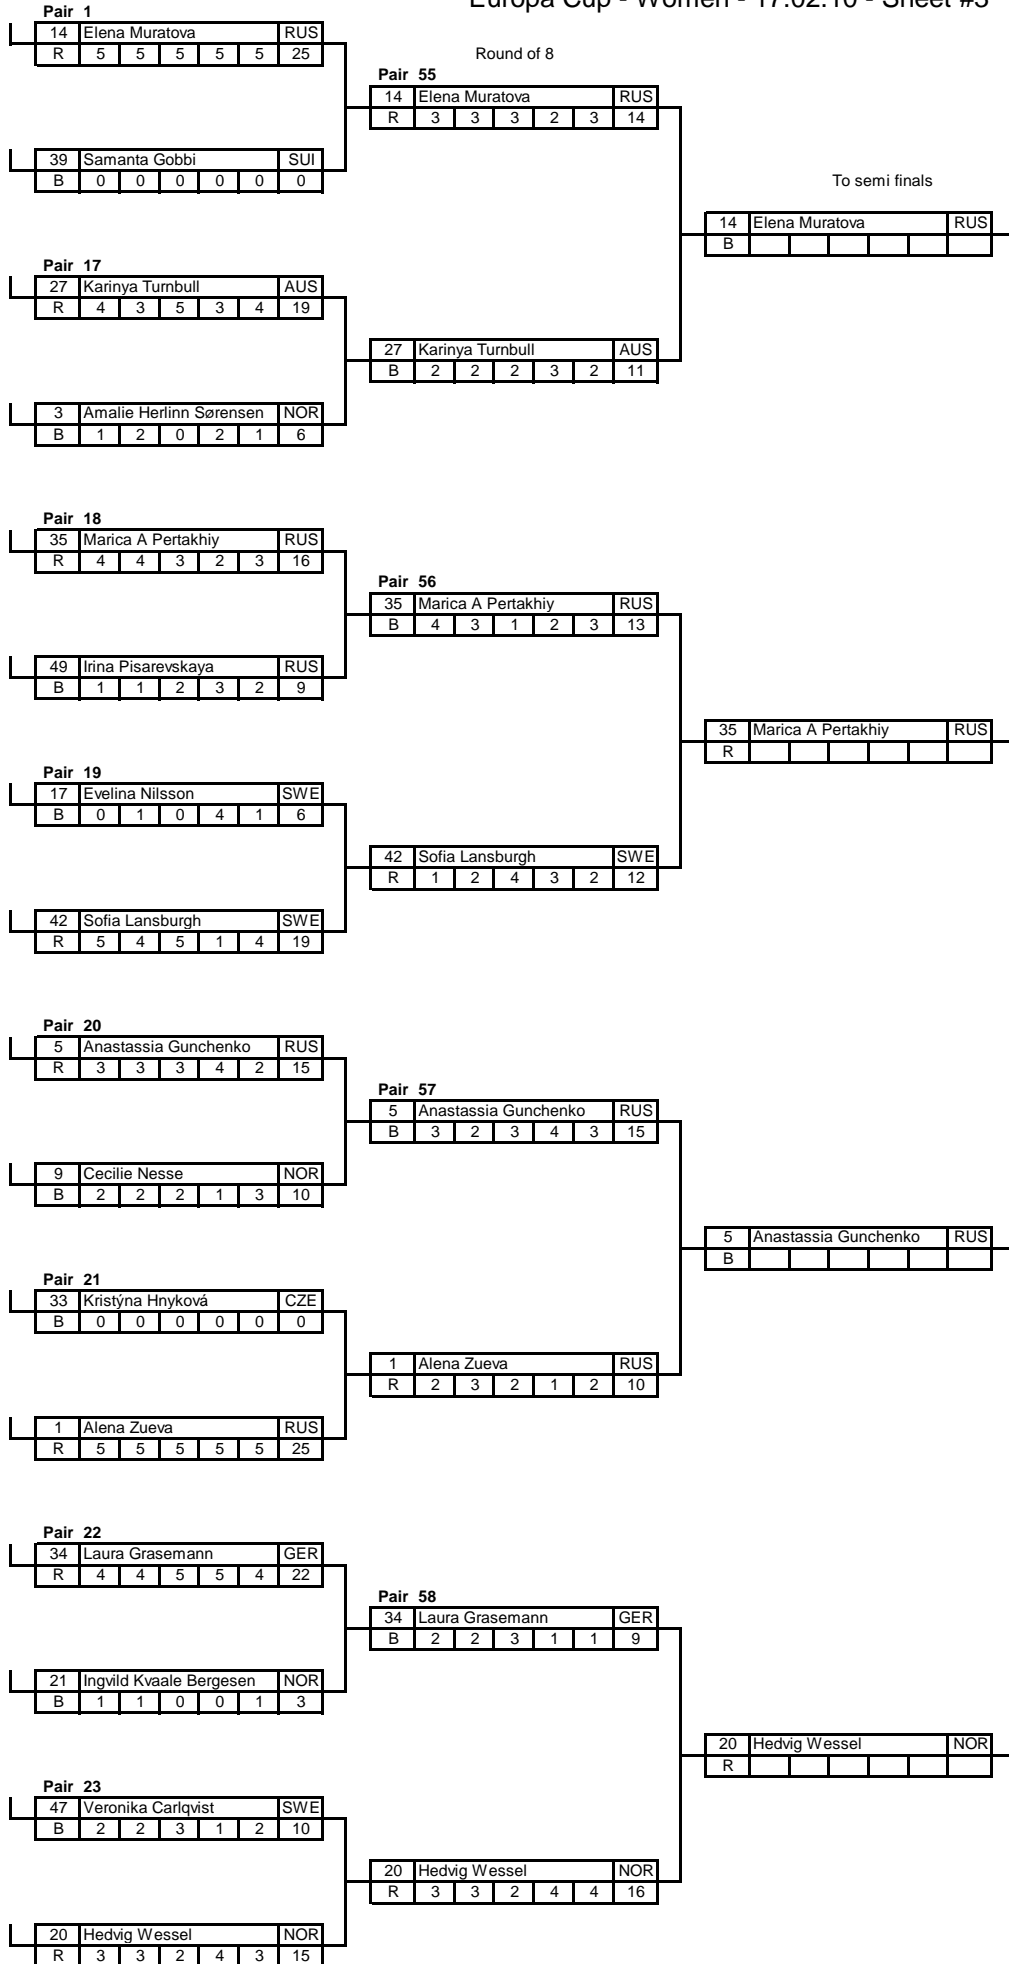 Europa Cup - Women - 17.02.10 - Sheet #3
Pair 1
14 Elena Muratova RUS
R 5 5 5 5 5 25
Round of 8
Pair 55
14 Elena Muratova RUS
R 3 3 3 2 3 14
39 Samanta Gobbi SUI
B 0 0 0 0 0 0
To semi finals
14 Elena Muratova RUS
B
Pair 17
27 Karinya Turnbull AUS
R 4 3 5 3 4 19
27 Karinya Turnbull AUS
B 2 2 2 3 2 11
3 Amalie Herlinn Sørensen NOR
B 1 2 0 2 1 6
Pair 18
35 Marica A Pertakhiy RUS
R 4 4 3 2 3 16
Pair 56
35 Marica A Pertakhiy RUS
B 4 3 1 2 3 13
49 Irina Pisarevskaya RUS
B 1 1 2 3 2 9
35 Marica A Pertakhiy RUS
R
Pair 19
17 Evelina Nilsson SWE
B 0 1 0 4 1 6
42 Sofia Lansburgh SWE
R 1 2 4 3 2 12
42 Sofia Lansburgh SWE
R 5 4 5 1 4 19
Pair 20
5 Anastassia Gunchenko RUS
R 3 3 3 4 2 15
Pair 57
5 Anastassia Gunchenko RUS
B 3 2 3 4 3 15
9 Cecilie Nesse NOR
B 2 2 2 1 3 10
5 Anastassia Gunchenko RUS
B
Pair 21
33 Kristýna Hnyková CZE
B 0 0 0 0 0 0
1 Alena Zueva RUS
R 2 3 2 1 2 10
1 Alena Zueva RUS
R 5 5 5 5 5 25
Pair 22
34 Laura Grasemann GER
R 4 4 5 5 4 22
Pair 58
34 Laura Grasemann GER
B 2 2 3 1 1 9
21 Ingvild Kvaale Bergesen NOR
B 1 1 0 0 1 3
20 Hedvig Wessel NOR
R
Pair 23
47 Veronika Carlqvist SWE
B 2 2 3 1 2 10
20 Hedvig Wessel NOR
R 3 3 2 4 4 16
20 Hedvig Wessel NOR
R 3 3 2 4 3 15